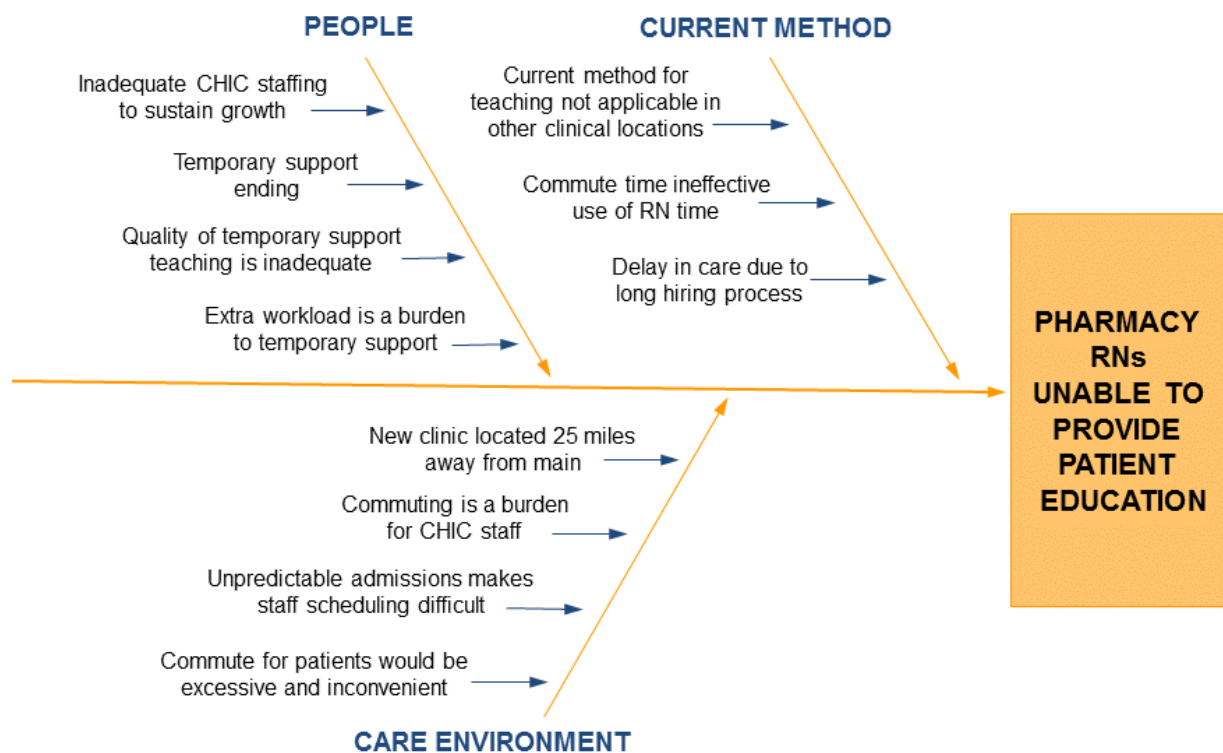 PEOPLE
Inadequate CHIC staffing
to sustain growth
Temporary support
ending
Quality of temporary support
teaching is inadequate
Extra workload is a burden
to temporary support
CURRENT METHOD
Current method for
teaching not applicable in
other clinical locations
Commute time ineffective
use of RN time
Delay in care due to
long hiring process
PHARMACY
RNs
UNABLE TO
PROVIDE
PATIENT
EDUCATION
New clinic located 25 miles
away from main
Commuting is a burden
for CHIC staff
Unpredictable admissions makes
staff scheduling difficult
Commute for patients would be
excessive and inconvenient
CARE ENVIRONMENT